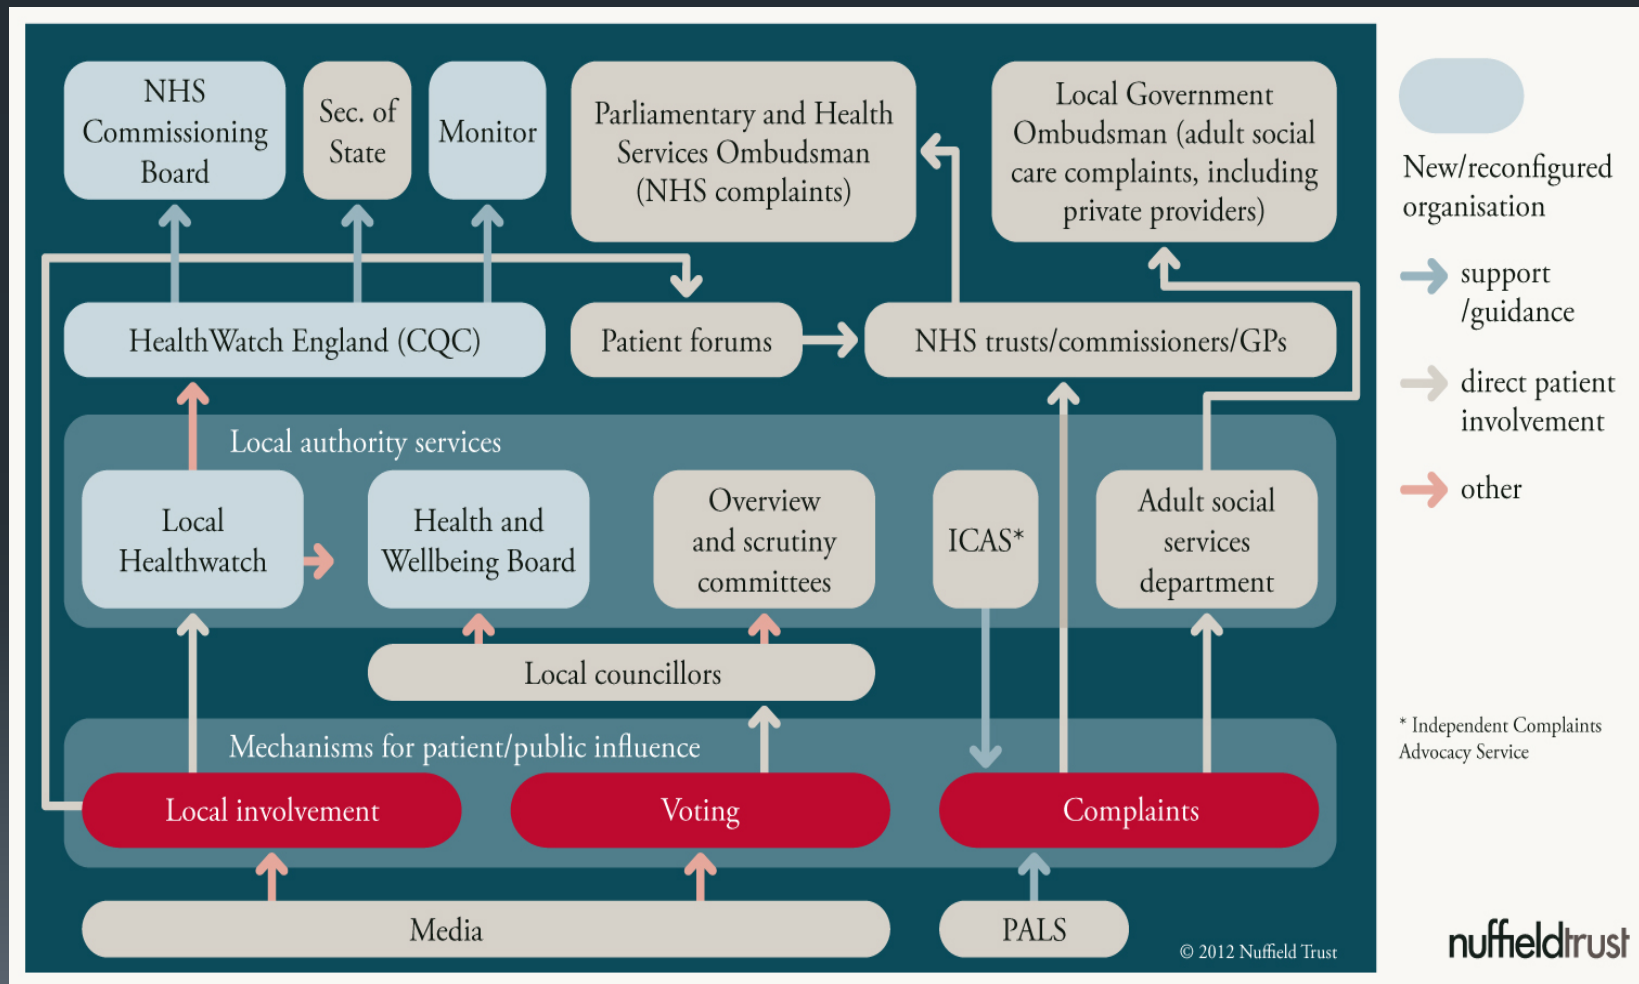 NHS
Commissioning
Board
Sec. of
State
Monitor
Parliamentary and Health
Services Ombudsman
(NHS complaints)
Local Government
Ombudsman (adult social
care complaints, including
private providers)
HealthWatch England (CQC)
Patient forums
NHS trusts/commissioners/GPs
Local authority services
Local
Healthwatch
Health and
Wellbeing Board
Overview
and scrutiny
committees
ICAS*
Adult social
services
department
Local councillors
Mechanisms for patient/public influence
Local involvement
Voting
Complaints
Media
PALS
© 2012 Nuffield Trust
New/reconfigured
organisation
support
/guidance
direct patient
involvement
other
* Independent Complaints
Advocacy Service
nuffieldtrust